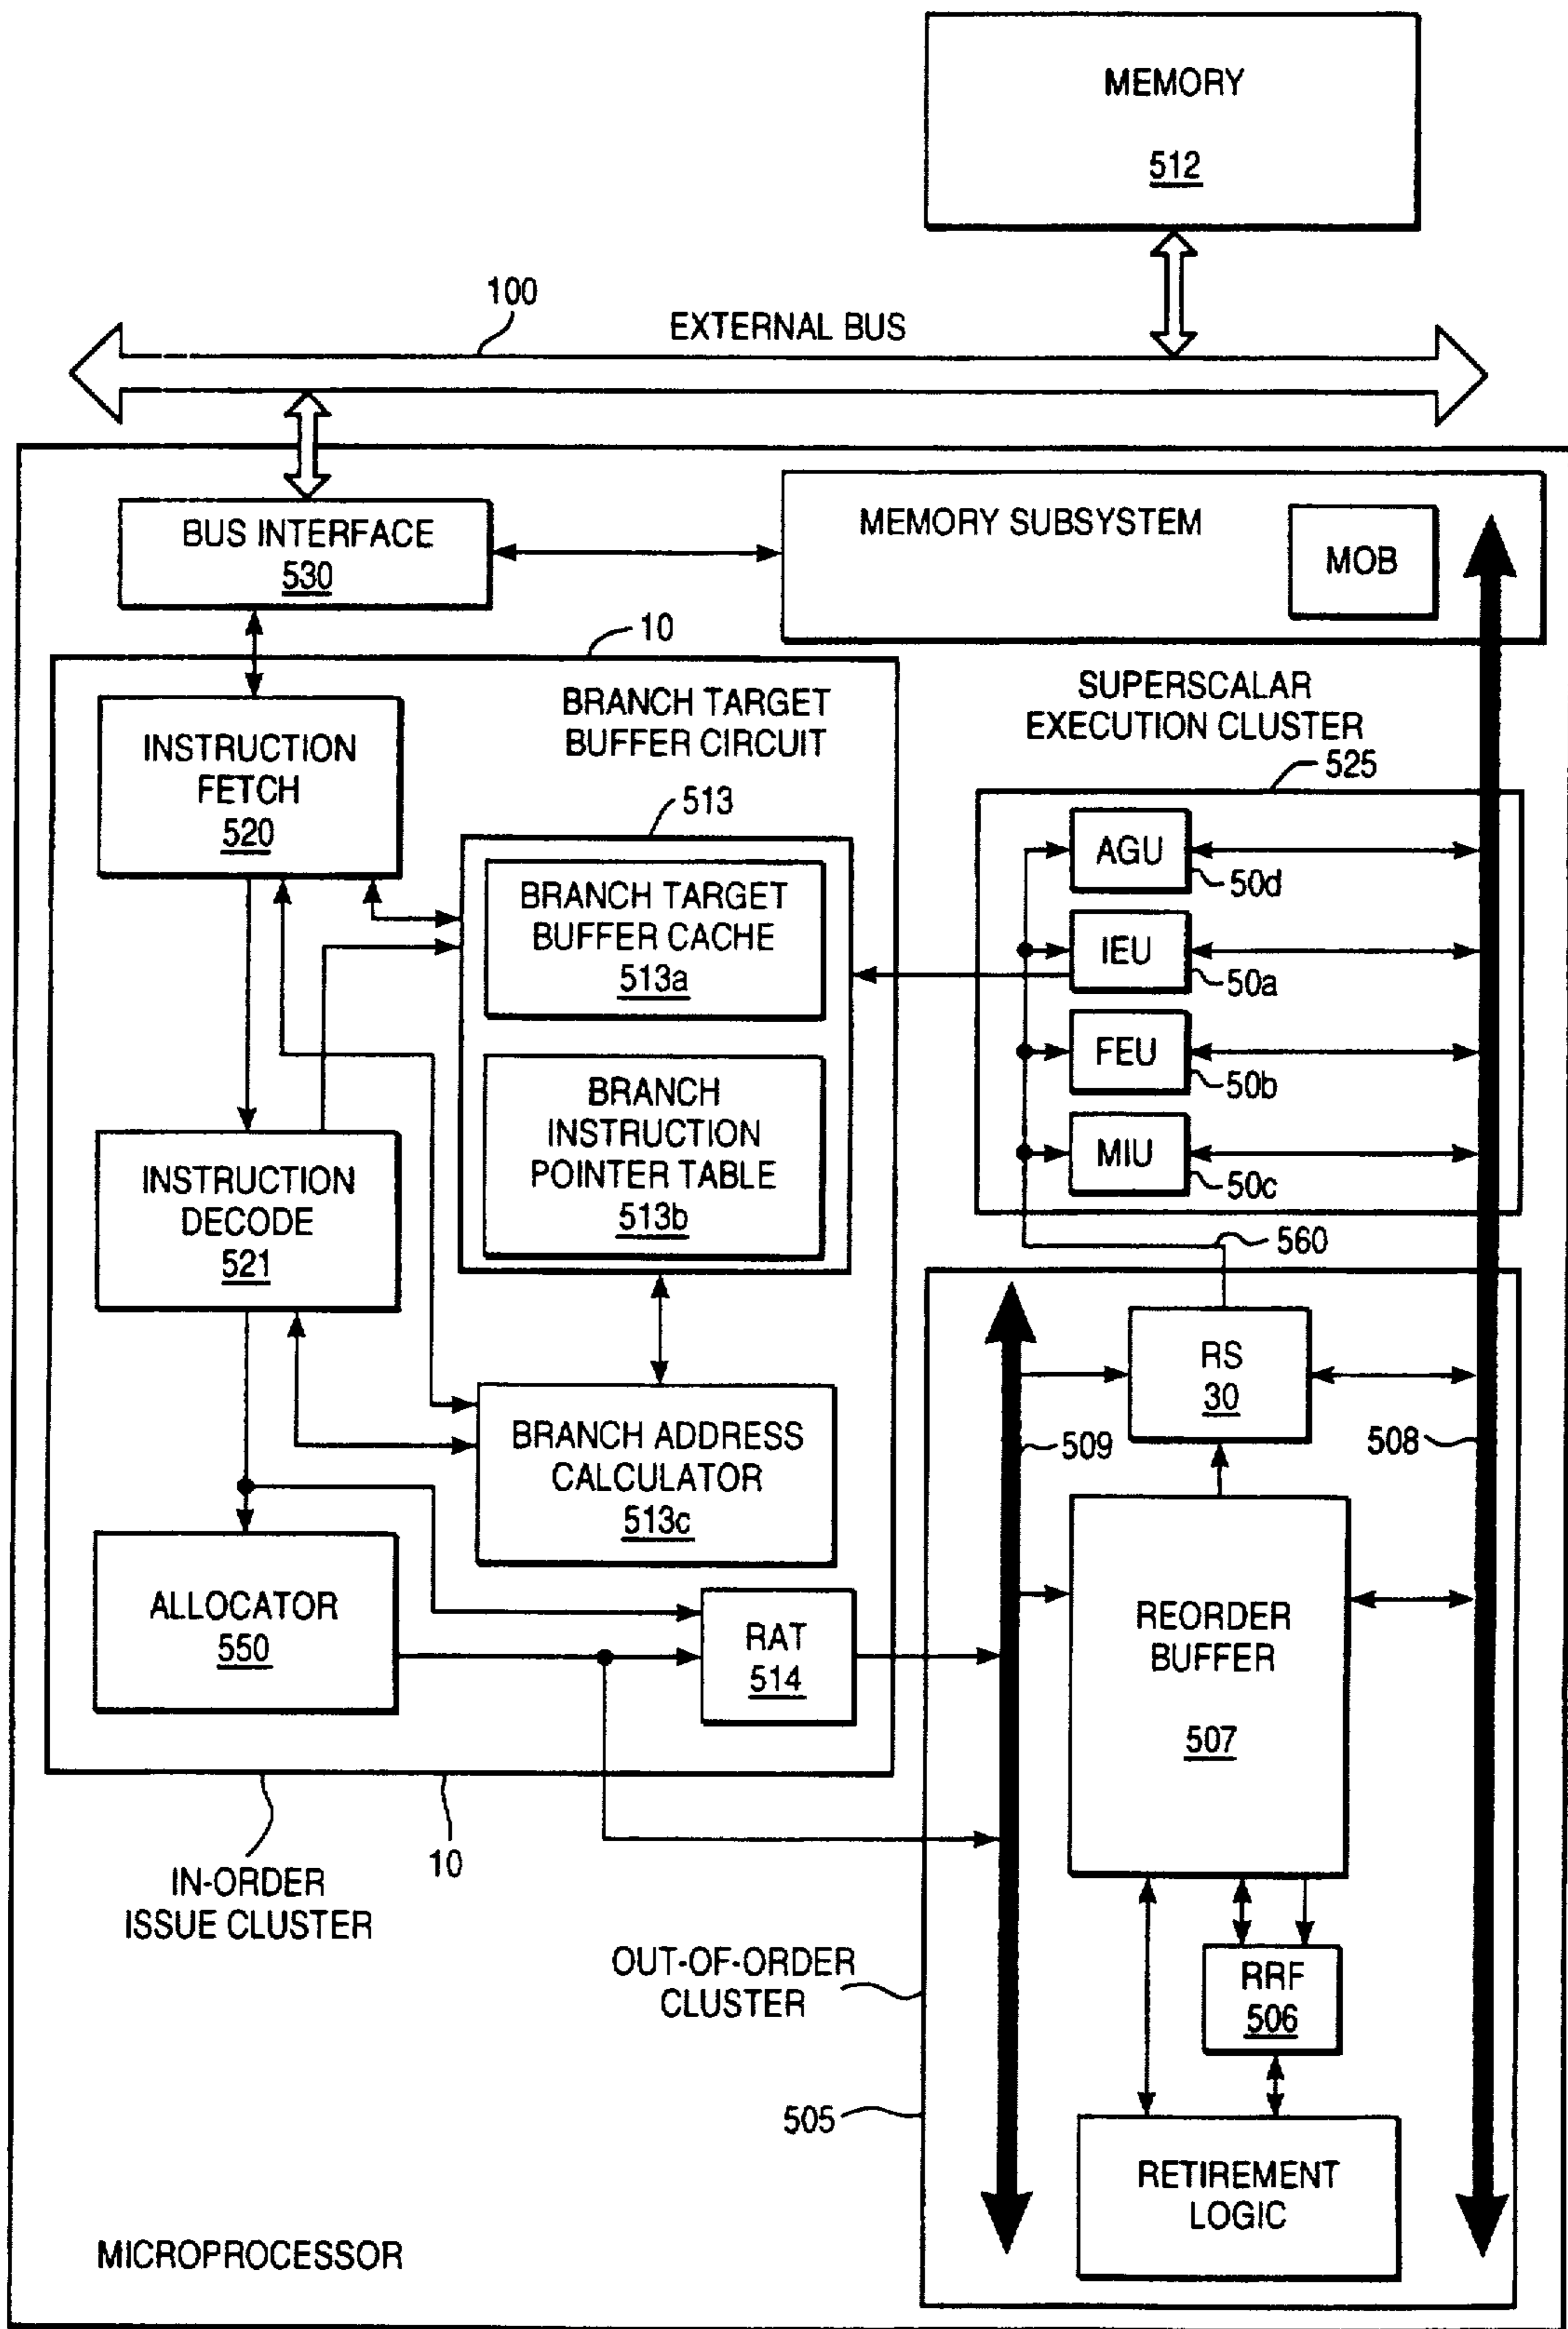 MEMORY
512
100
EXTERNAL BUS
BUS INTERFACE
530
MEMORY SUBSYSTEM
MOB
10
BRANCH TARGET
BUFFER CIRCUIT
SUPERSCALAR
EXECUTION CLUSTER
525
INSTRUCTION
FETCH
520
513
BRANCH TARGET
BUFFER CACHE
513a
AGU
50d
IEU
50a
FEU
50b
MIU
50c
BRANCH
INSTRUCTION
POINTER TABLE
513b
INSTRUCTION
DECODE
521
560
RS
30
509
508
BRANCH ADDRESS
CALCULATOR
513c
ALLOCATOR
550
RAT
514
REORDER
BUFFER
507
IN-ORDER
ISSUE CLUSTER
10
OUT-OF-ORDER
CLUSTER
RRF
506
505
RETIREMENT
LOGIC
MICROPROCESSOR